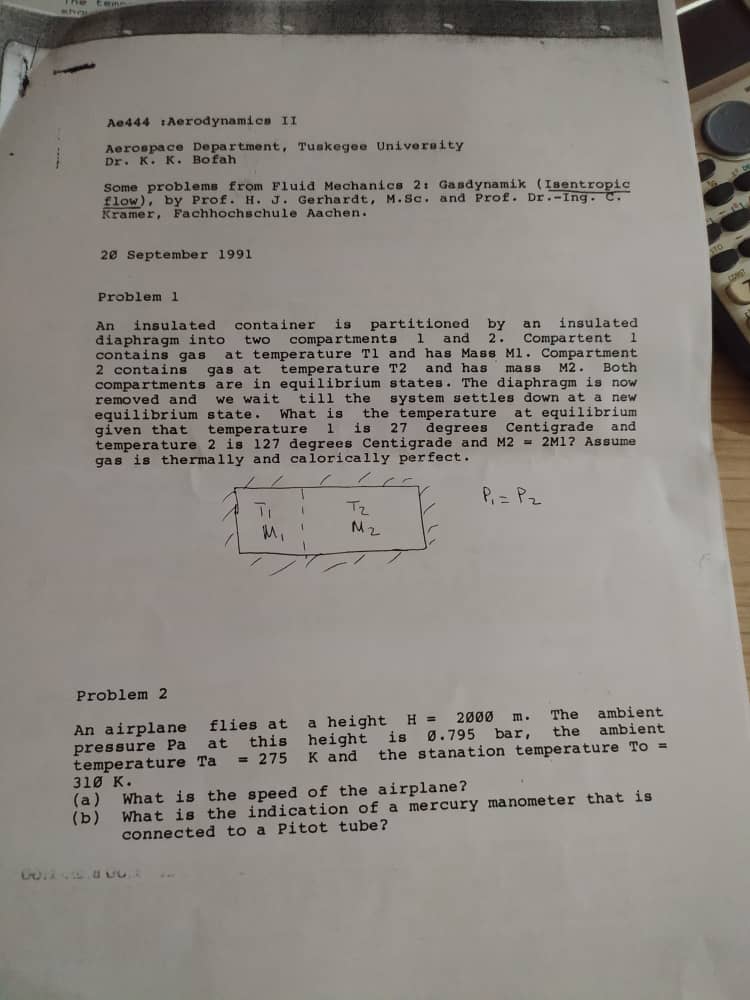 The temp
Ae444 :Aerodynamics II
Aerospace Department, Tuskegee University
Dr. K. K. Bofah
Some problems from Fluid Mechanics 2: Gasdynamik (Isentropic
flow), by Prof. H. J. Gerhardt, M.Sc. and Prof. Dr.-Ing. C.
Kramer, Fachhochschule Aachen.
20 September 1991
Problem 1
An insulated container is partitioned by an insulated
diaphragm into two compartments 1 and 2. Compartent 1
contains gas at temperature T1 and has Mass M1. Compartment
2 contains gas at temperature T2 and has mass M2. Both
compartments are in equilibrium states. The diaphragm is now
removed and we wait till the system settles down at a new
equilibrium state. What is the temperature at equilibrium
given that temperature 1 is 27 degrees Centigrade and
temperature 2 is 127 degrees Centigrade and M2 = 2M1? Assume
gas is thermally and calorically perfect.
T1 T2 P1 = P2
M1 M2
Problem 2
An airplane flies at a height H = 2000 m. The ambient
pressure Pa at this height is 0.795 bar, the ambient
temperature Ta = 275 K and the stanation temperature To =
310 K.
(a) What is the speed of the airplane?
(b) What is the indication of a mercury manometer that is
connected to a Pitot tube?
STO
CONST